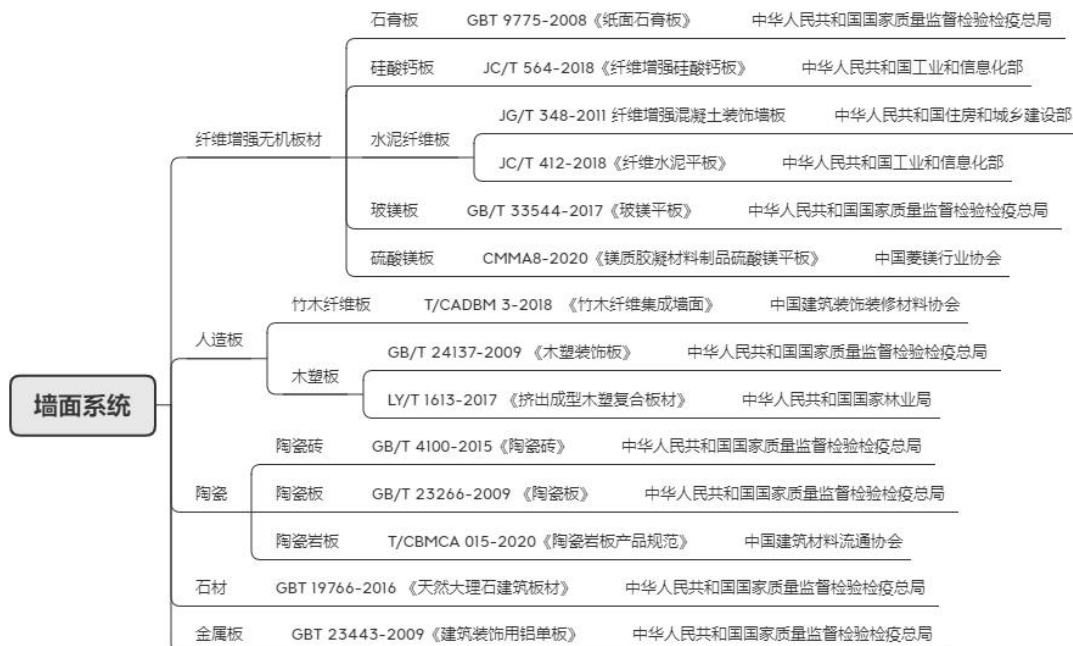 石膏板 GBT 9775-2008《纸面石膏板》 中华人民共和国国家质量监督检验检疫总局
硅酸钙板 JC/T 564-2018《纤维增强硅酸钙板》 中华人民共和国工业和信息化部
JG/T 348-2011 纤维增强混凝土装饰墙板 中华人民共和国住房和城乡建设部
纤维增强无机板材 水泥纤维板
JC/T 412-2018《纤维水泥平板》 中华人民共和国工业和信息化部
玻镁板 GB/T 33544-2017《玻镁平板》 中华人民共和国国家质量监督检验检疫总局
硫酸镁板 CMMA8-2020《镁质胶凝材料制品硫酸镁平板》 中国菱镁行业协会
竹木纤维板 T/CADBM 3-2018 《竹木纤维集成墙面》 中国建筑装饰装修材料协会
人造板
GB/T 24137-2009 《木塑装饰板》 中华人民共和国国家质量监督检验检疫总局
木塑板
LY/T 1613-2017 《挤出成型木塑复合板材》 中华人民共和国国家林业局
墙面系统
陶瓷砖 GB/T 4100-2015《陶瓷砖》 中华人民共和国国家质量监督检验检疫总局
陶瓷 陶瓷板 GB/T 23266-2009 《陶瓷板》 中华人民共和国国家质量监督检验检疫总局
陶瓷岩板 T/CBMCA 015-2020《陶瓷岩板产品规范》 中国建筑材料流通协会
石材 GBT 19766-2016 《天然大理石建筑板材》 中华人民共和国国家质量监督检验检疫总局
金属板 GBT 23443-2009《建筑装饰用铝单板》 中华人民共和国国家质量监督检验检疫总局